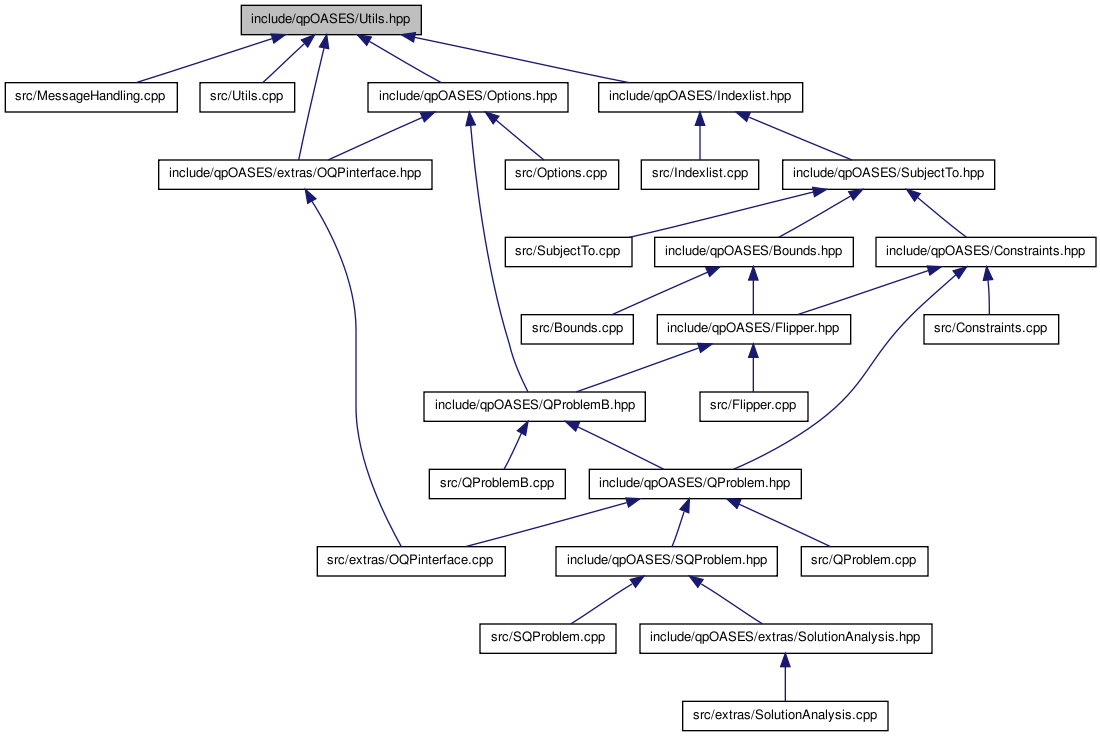 include/qpOASES/Utils.hpp
src/MessageHandling.cpp
src/Utils.cpp
include/qpOASES/Options.hpp
include/qpOASES/Indexlist.hpp
include/qpOASES/extras/OQPinterface.hpp
src/Options.cpp
src/Indexlist.cpp
include/qpOASES/SubjectTo.hpp
src/SubjectTo.cpp
include/qpOASES/Bounds.hpp
include/qpOASES/Constraints.hpp
src/Bounds.cpp
include/qpOASES/Flipper.hpp
src/Constraints.cpp
include/qpOASES/QProblemB.hpp
src/Flipper.cpp
src/QProblemB.cpp
include/qpOASES/QProblem.hpp
src/extras/OQPinterface.cpp
include/qpOASES/SQProblem.hpp
src/QProblem.cpp
src/SQProblem.cpp
include/qpOASES/extras/SolutionAnalysis.hpp
src/extras/SolutionAnalysis.cpp